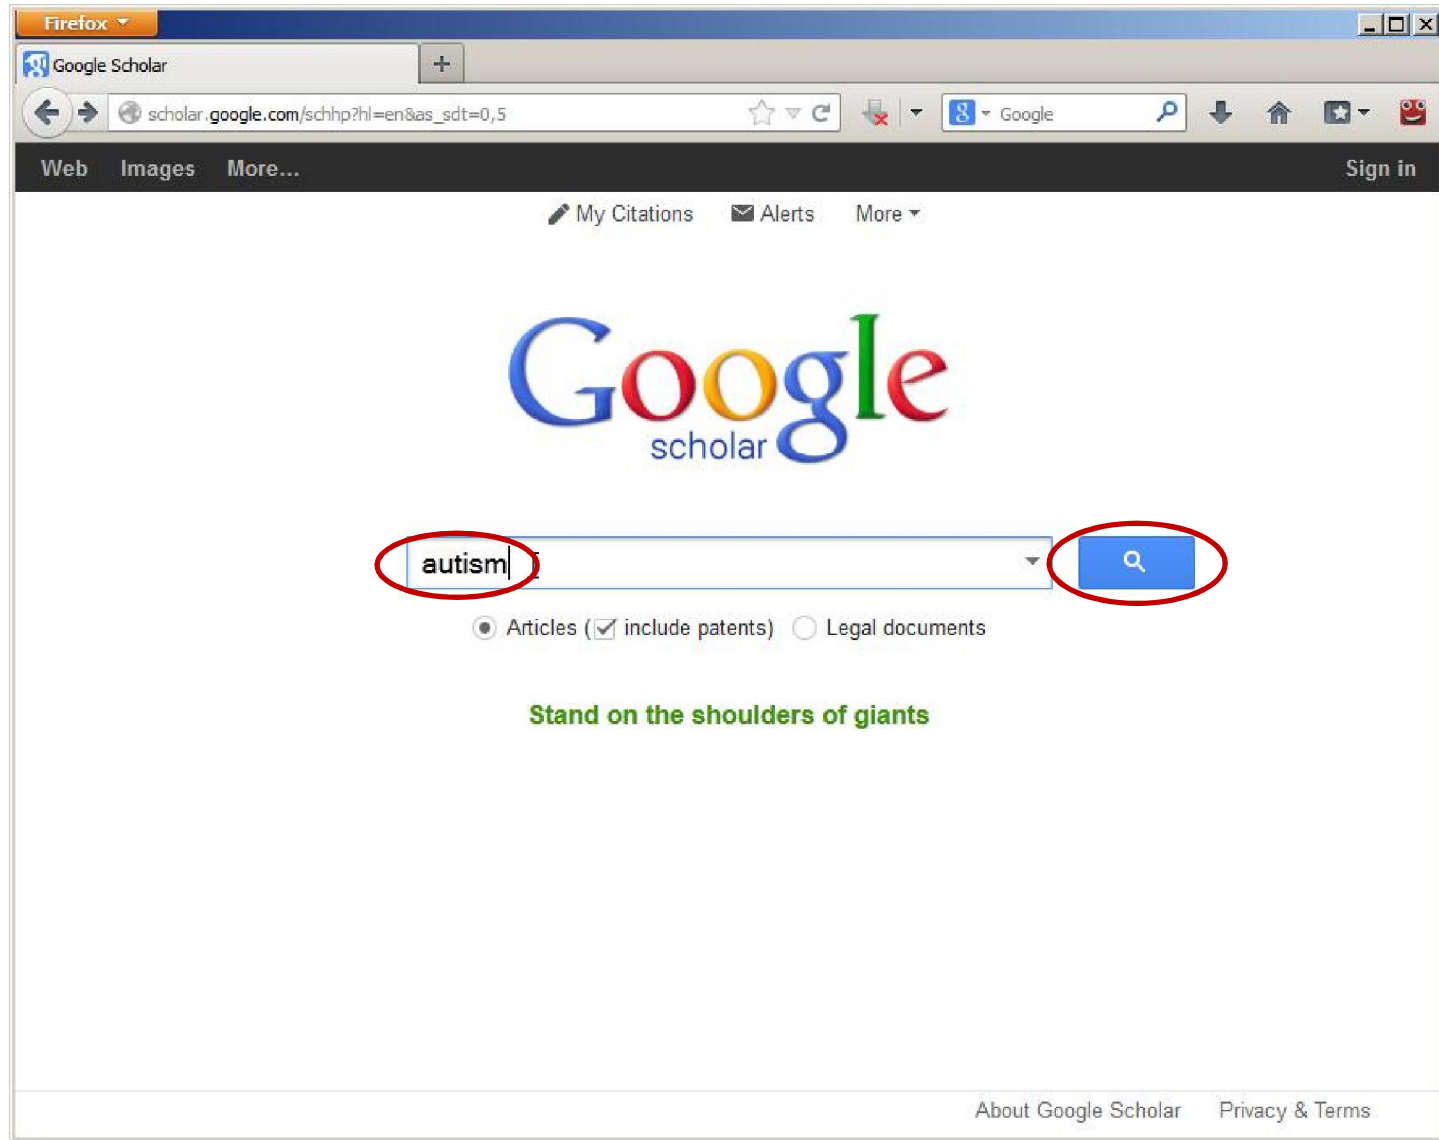 Firefox
Google Scholar
scholar.google.com/schhp?hl=en&as_sdt=0,5
Google
Web Images More... Sign in
My Citations Alerts More
Google
scholar
autism
Articles ( include patents) Legal documents
Stand on the shoulders of giants
About Google Scholar Privacy & Terms